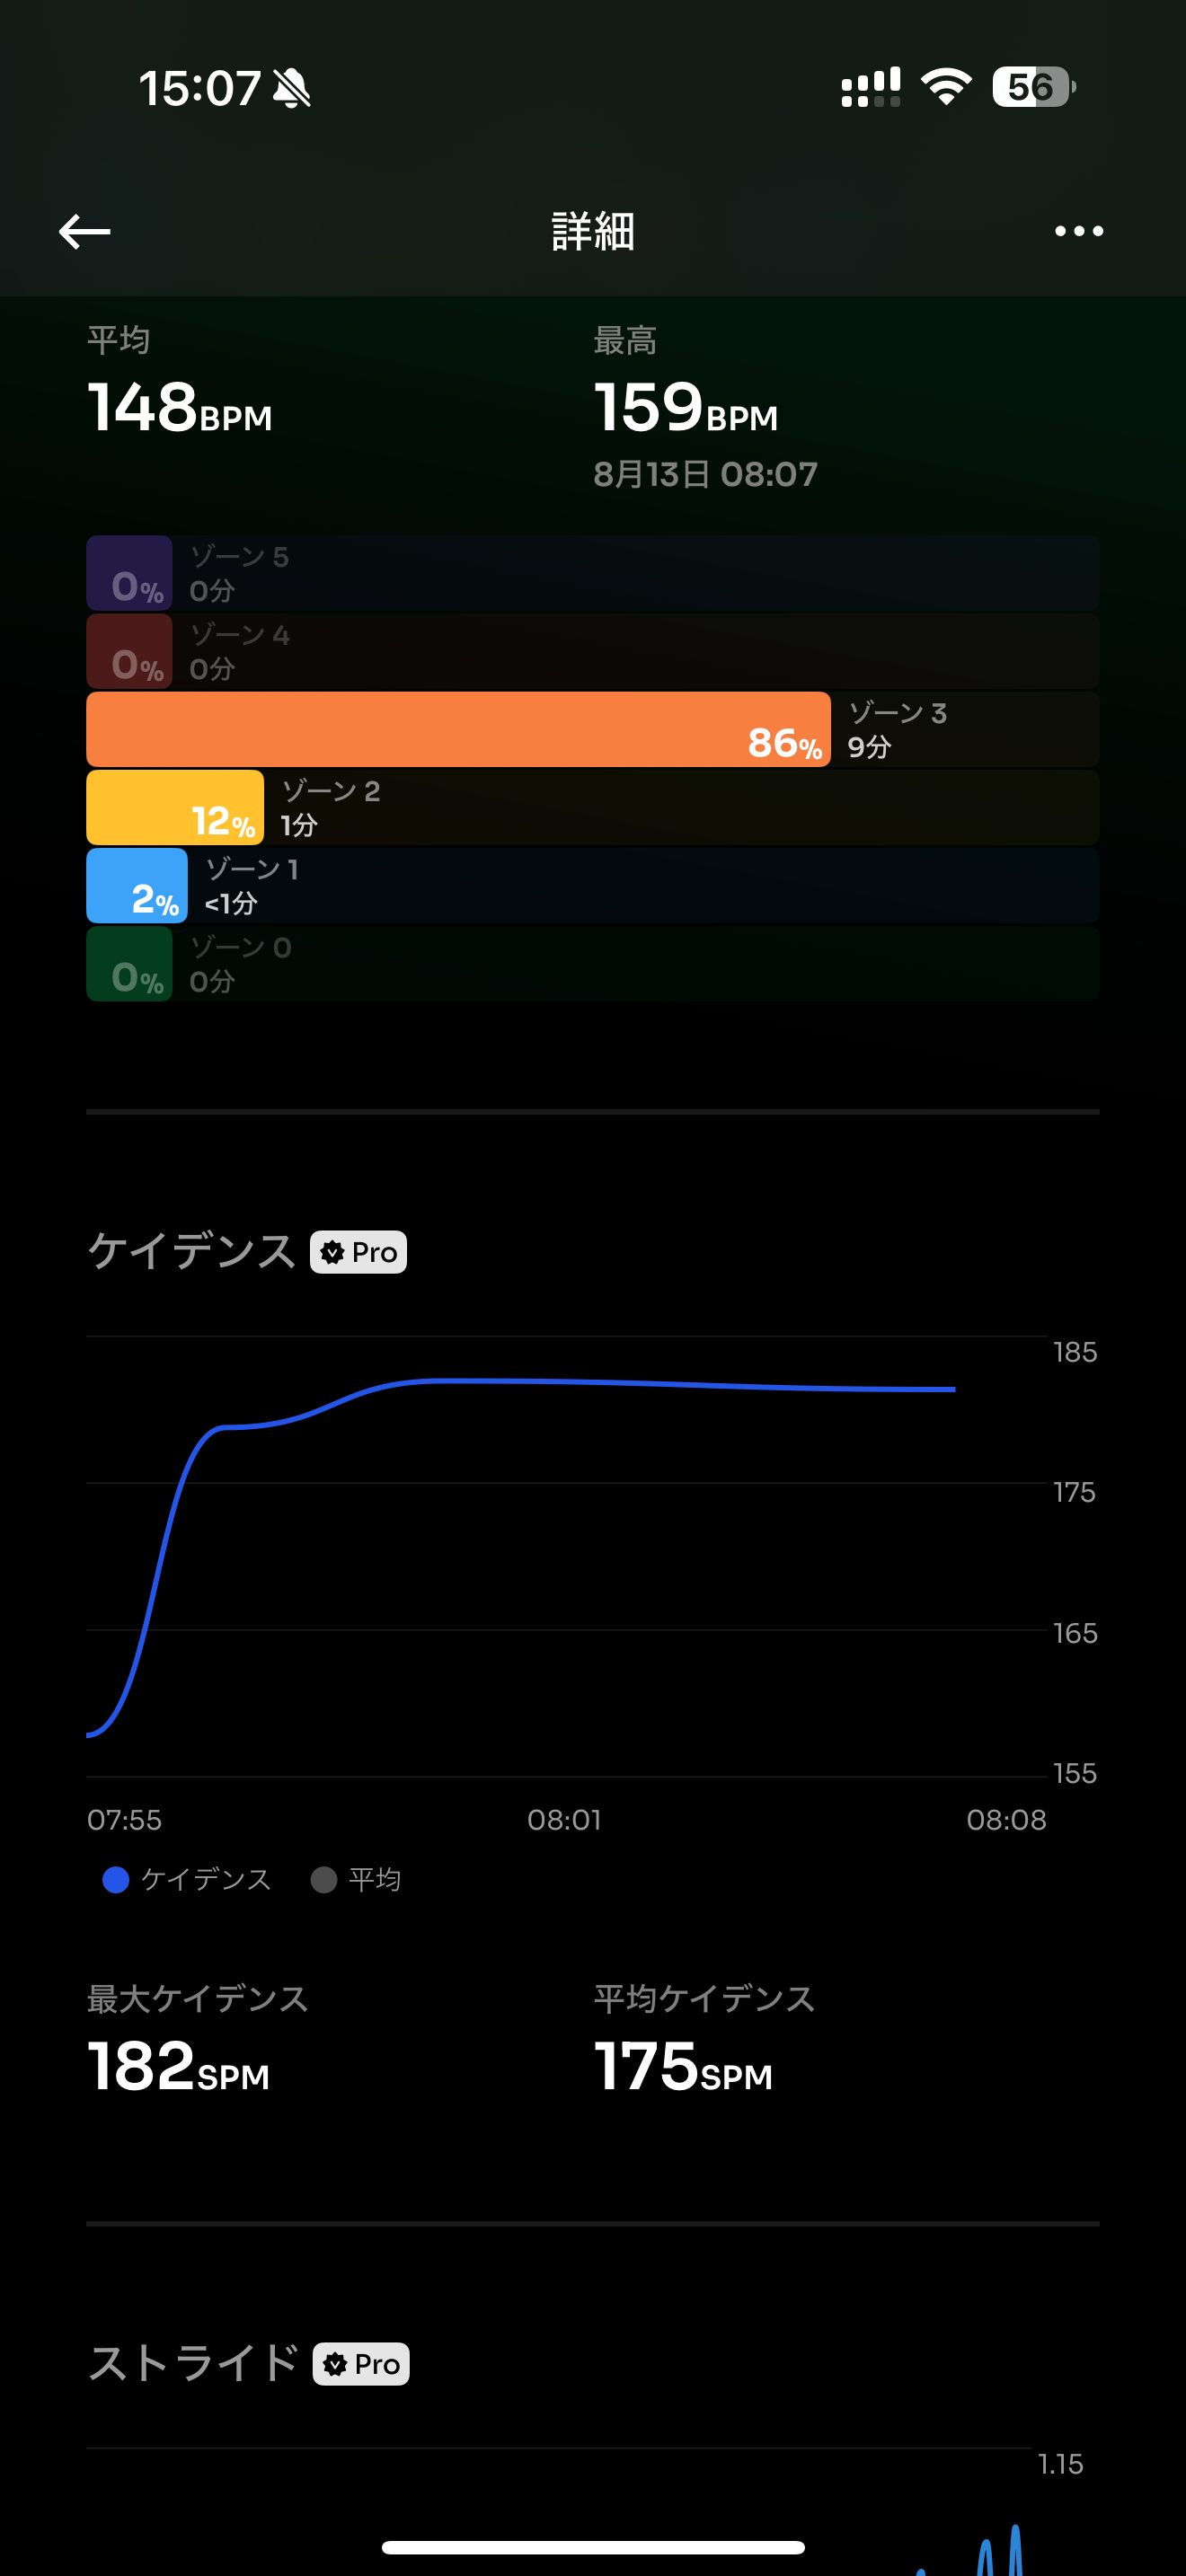 15:07
56
詳細
平均 最高
148BPM 159BPM
8月13日 08:07
ゾーン 5
0% 0分
ゾーン 4
0% 0分
ゾーン 3
86% 9分
ゾーン 2
12% 1分
ゾーン 1
2% <1分
ゾーン 0
0% 0分
ケイデンス Pro
185
175
165
155
07:55 08:01 08:08
ケイデンス 平均
最大ケイデンス 平均ケイデンス
182SPM 175SPM
ストライド Pro
1.15